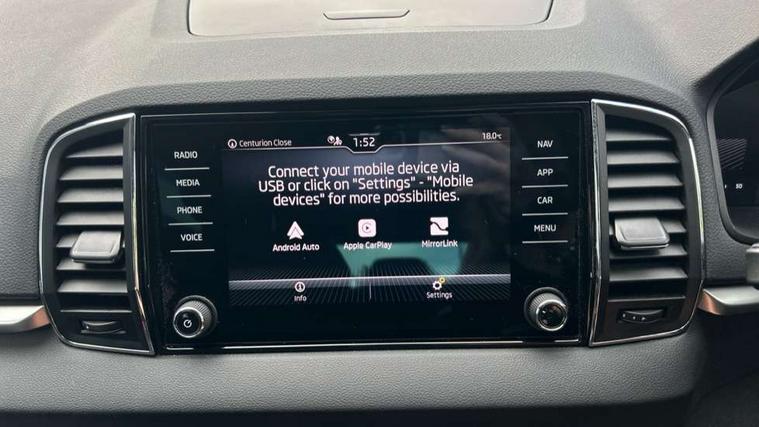 Centurion Close
1:52
18.0°C
RADIO
MEDIA
PHONE
VOICE
Connect your mobile device via
USB or click on "Settings" - "Mobile
devices" for more possibilities.
Android Auto
Apple CarPlay
MirrorLink
Info
Settings
NAV
APP
CAR
MENU
50